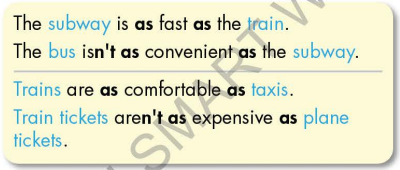 The subway is as fast as the train.
The bus isn't as convenient as the subway.
Trains are as comfortable as taxis.
Train tickets aren't as expensive as plane
tickets.
SMART W